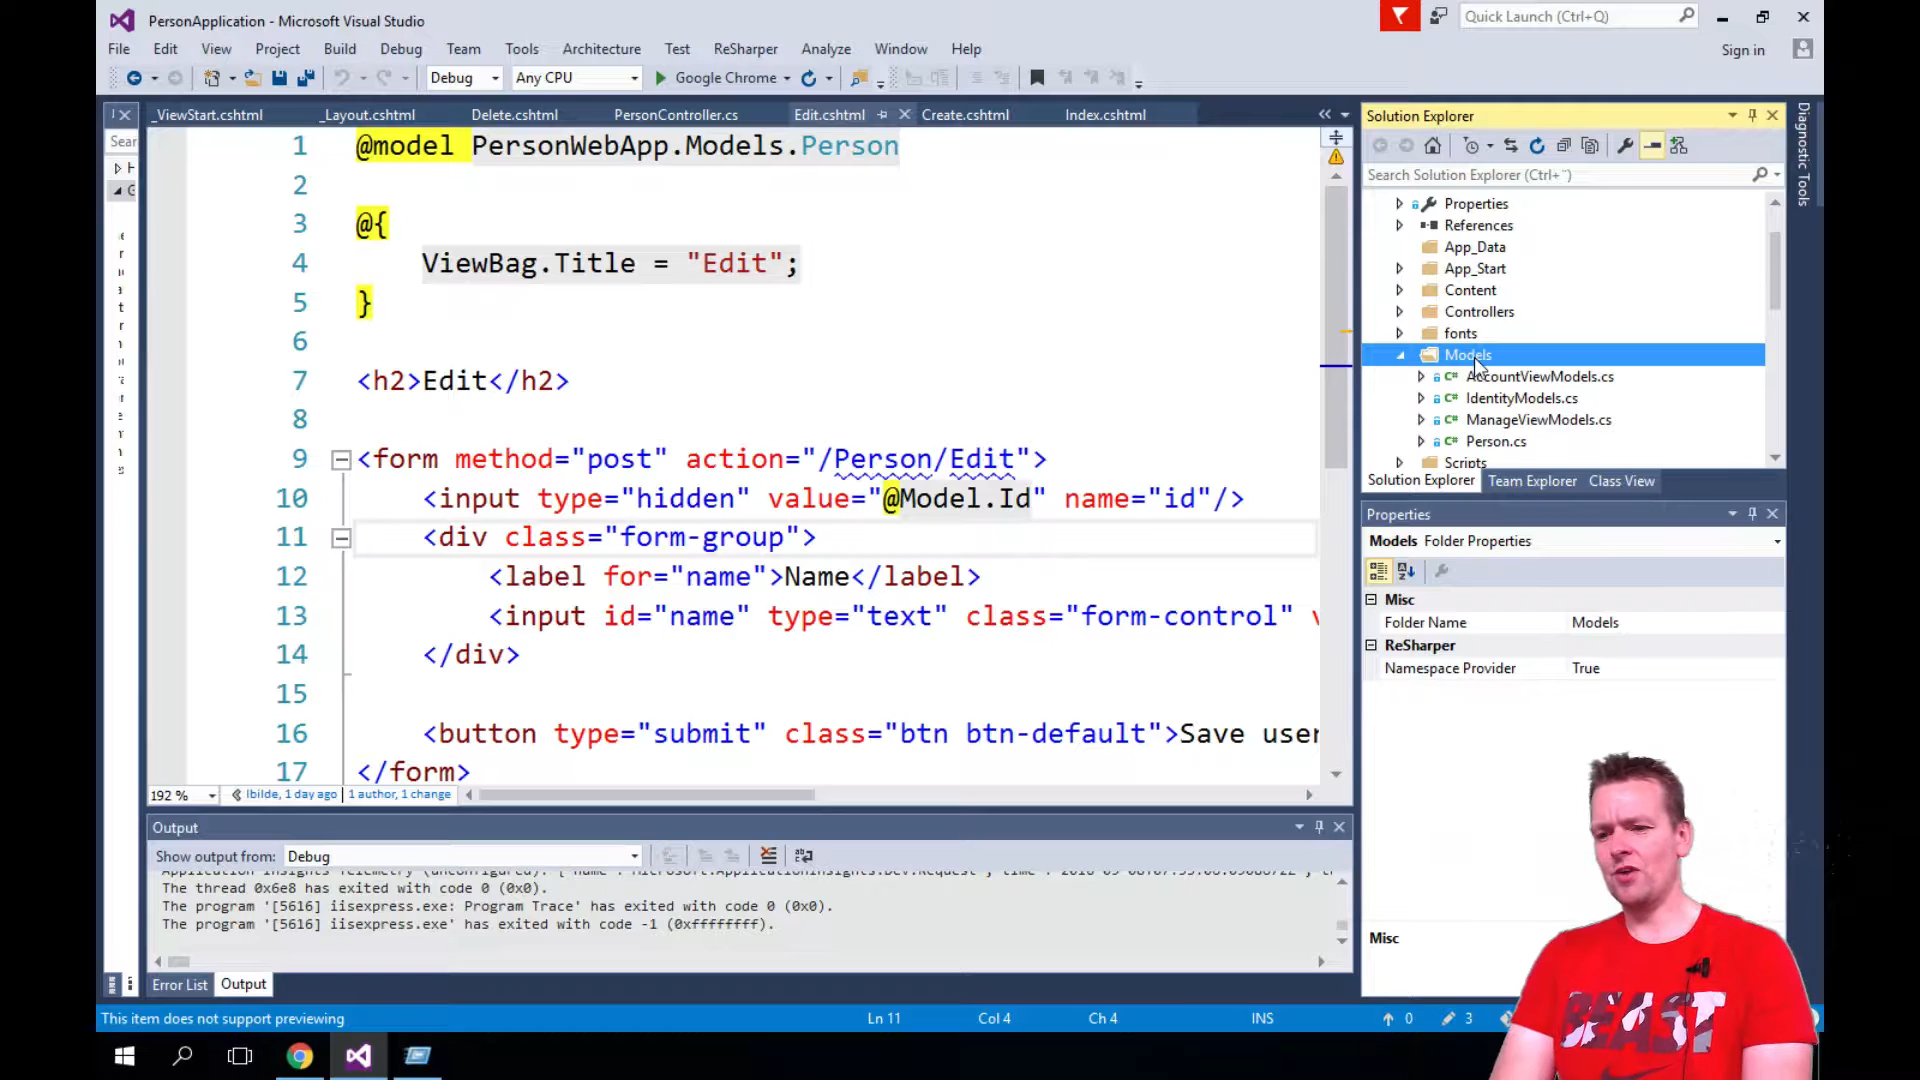 PersonApplication - Microsoft Visual Studio
Quick Launch (Ctrl+Q)
File Edit View Project Build Debug Team Tools Architecture Test ReSharper Analyze Window Help
Sign in
Debug Any CPU Google Chrome
_ViewStart.cshtml _Layout.cshtml Delete.cshtml PersonController.cs Edit.cshtml Create.cshtml Index.cshtml
Sear
1 @model PersonWebApp.Models.Person
2
3 @{
4 ViewBag.Title = "Edit";
5 }
6
7 <h2>Edit</h2>
8
9 <form method="post" action="/Person/Edit">
10 <input type="hidden" value="@Model.Id" name="id"/>
11 <div class="form-group">
12 <label for="name">Name</label>
13 <input id="name" type="text" class="form-control"
14 </div>
15
16 <button type="submit" class="btn btn-default">Save user
17 </form>
192 % lbilde, 1 day ago | 1 author, 1 change
Output
Show output from: Debug
The thread 0x6e8 has exited with code 0 (0x0).
The program '[5616] iisexpress.exe: Program Trace' has exited with code 0 (0x0).
The program '[5616] iisexpress.exe' has exited with code -1 (0xffffffff).
Error List Output
Solution Explorer
Search Solution Explorer (Ctrl+¨)
Properties
References
App_Data
App_Start
Content
Controllers
fonts
Models
AccountViewModels.cs
IdentityModels.cs
ManageViewModels.cs
Person.cs
Scripts
Solution Explorer Team Explorer Class View
Properties
Models Folder Properties
Misc
Folder Name Models
ReSharper
Namespace Provider True
Misc
Diagnostic Tools
BEAST
This item does not support previewing Ln 11 Col 4 Ch 4 INS 0 3